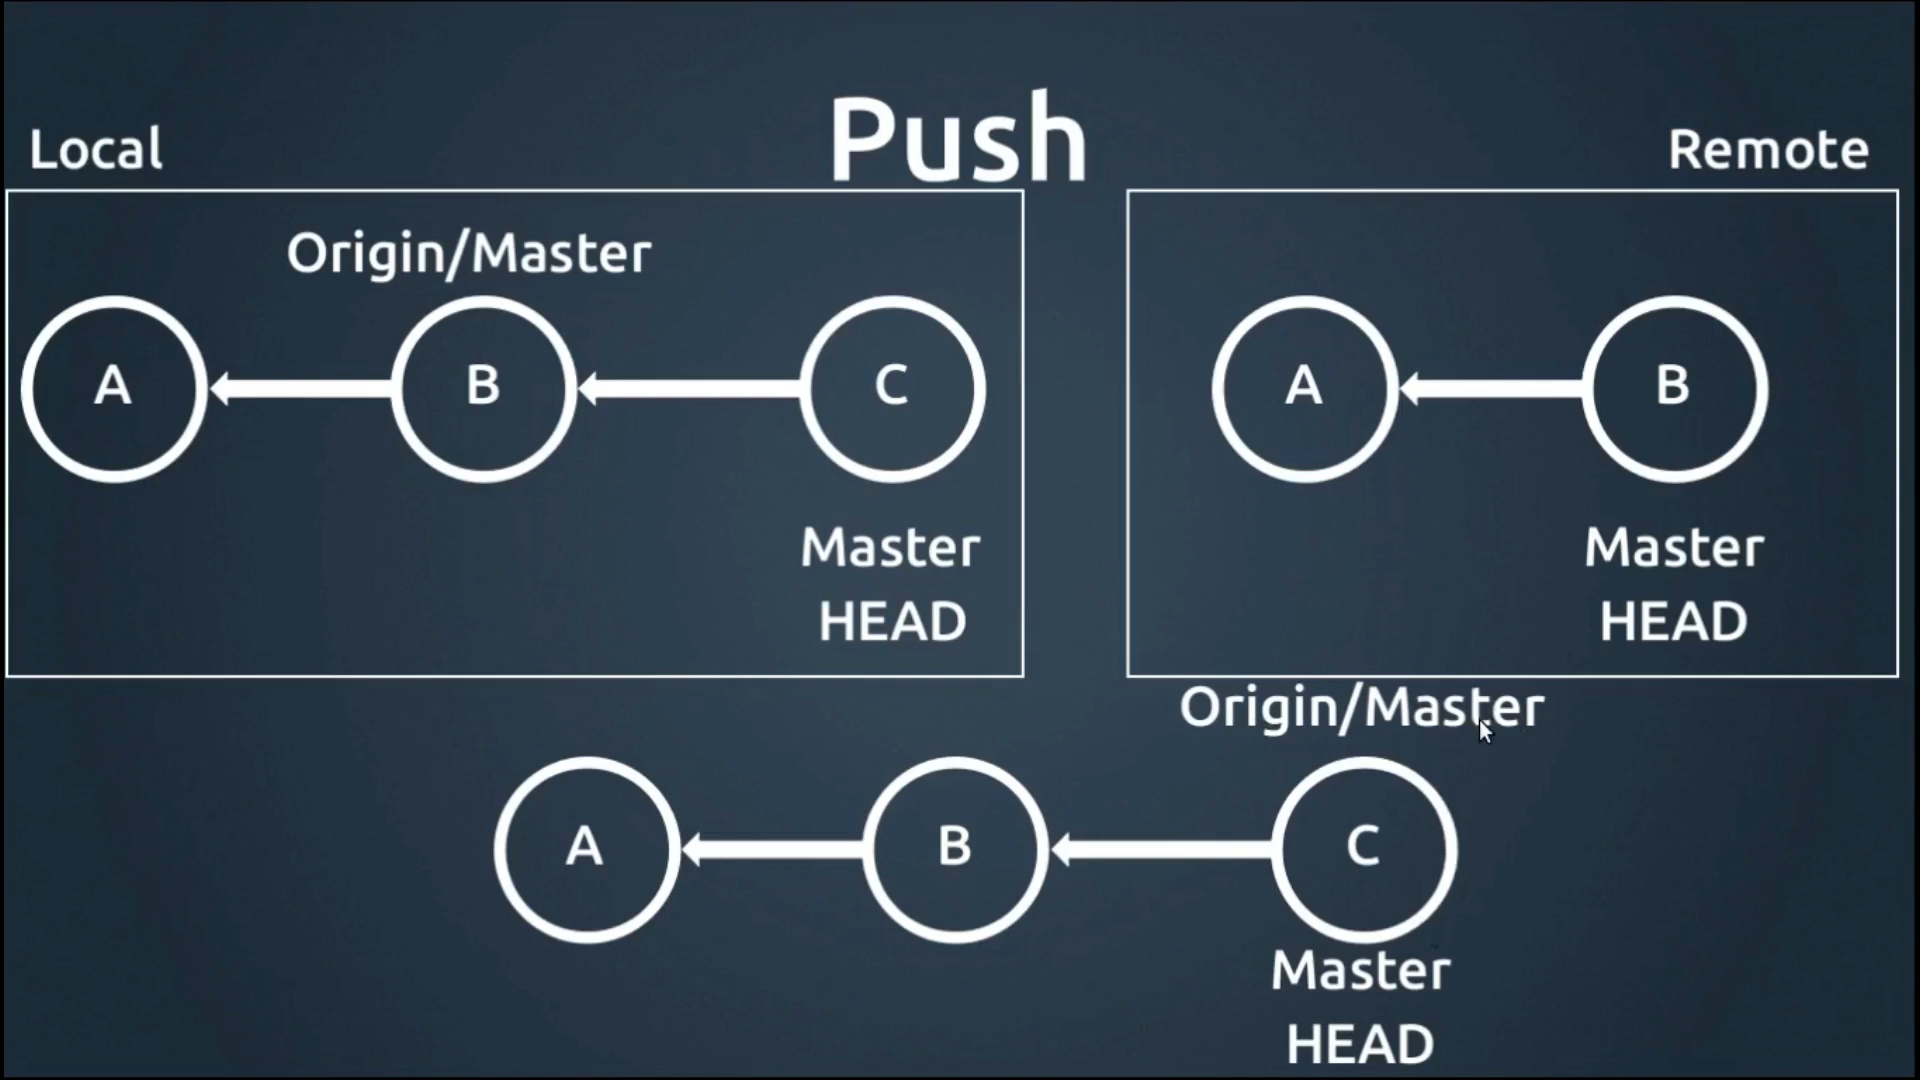 Push
Local
Remote
Origin/Master
A
B
C
Master
HEAD
A
B
Master
HEAD
Origin/Master
A
B
C
Master
HEAD